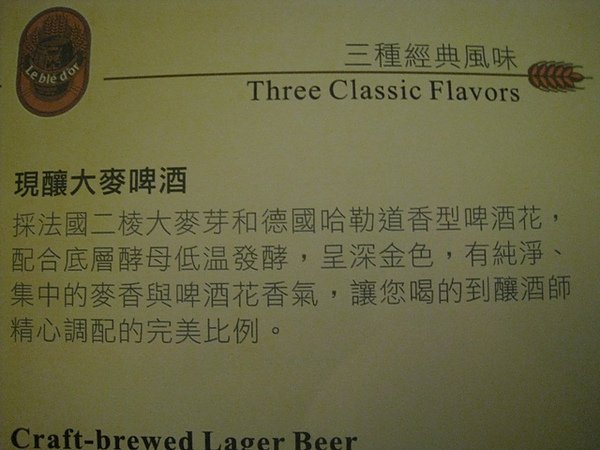 Le blé d'or
三種經典風味
Three Classic Flavors
現釀大麥啤酒
採法國二棱大麥芽和德國哈勒道香型啤酒花，
配合底層酵母低溫發酵，呈深金色，有純淨、
集中的麥香與啤酒花香氣，讓您喝的到釀酒師
精心調配的完美比例。
Craft-brewed Lager Beer